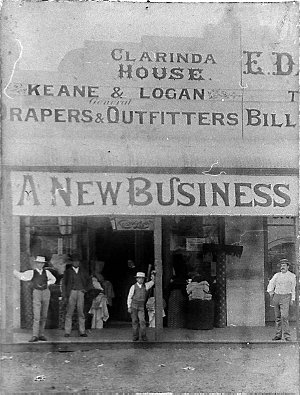 CLARINDA
HOUSE.
E.D.
KEANE & LOGAN
General
DRAPERS & OUTFITTERS
BILL
A NEW BUSINESS